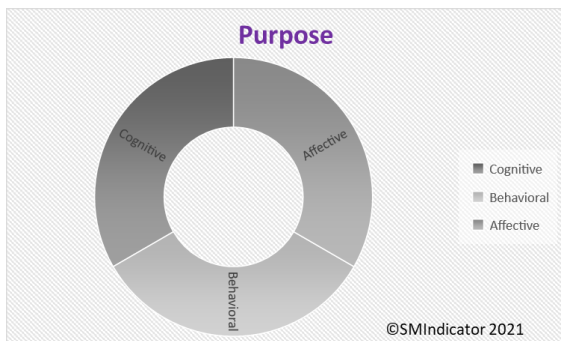 Purpose
Cognitive
Affective
Behavioral
Cognitive
Behavioral
Affective
©SMIndicator 2021